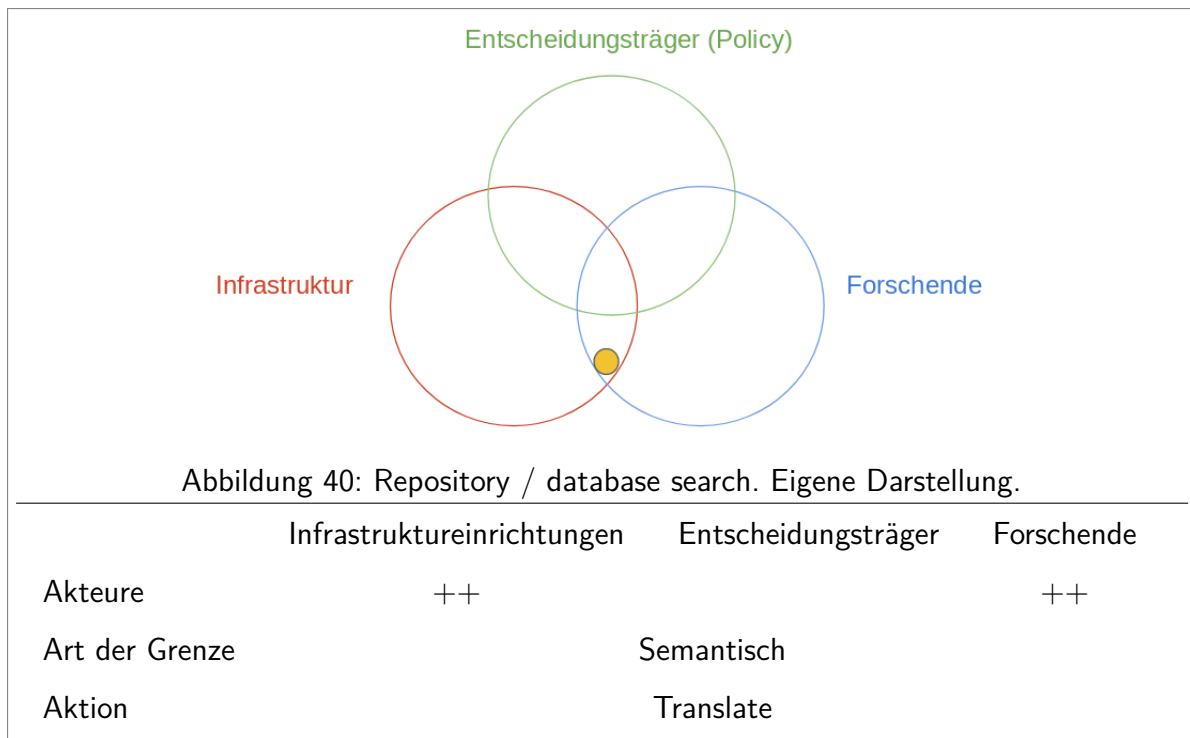 Entscheidungsträger (Policy)
Infrastruktur
Forschende
Abbildung 40: Repository / database search. Eigene Darstellung.
Infrastruktureinrichtungen Entscheidungsträger Forschende
Akteure ++ ++
Art der Grenze Semantisch
Aktion Translate